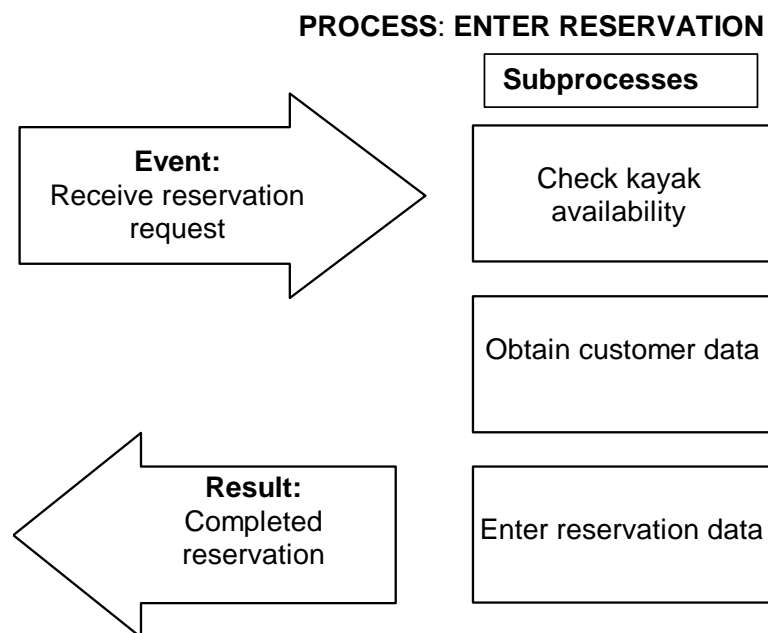 PROCESS: ENTER RESERVATION
Subprocesses
Event:
Receive reservation
request
Check kayak
availability
Obtain customer data
Result:
Completed
reservation
Enter reservation data